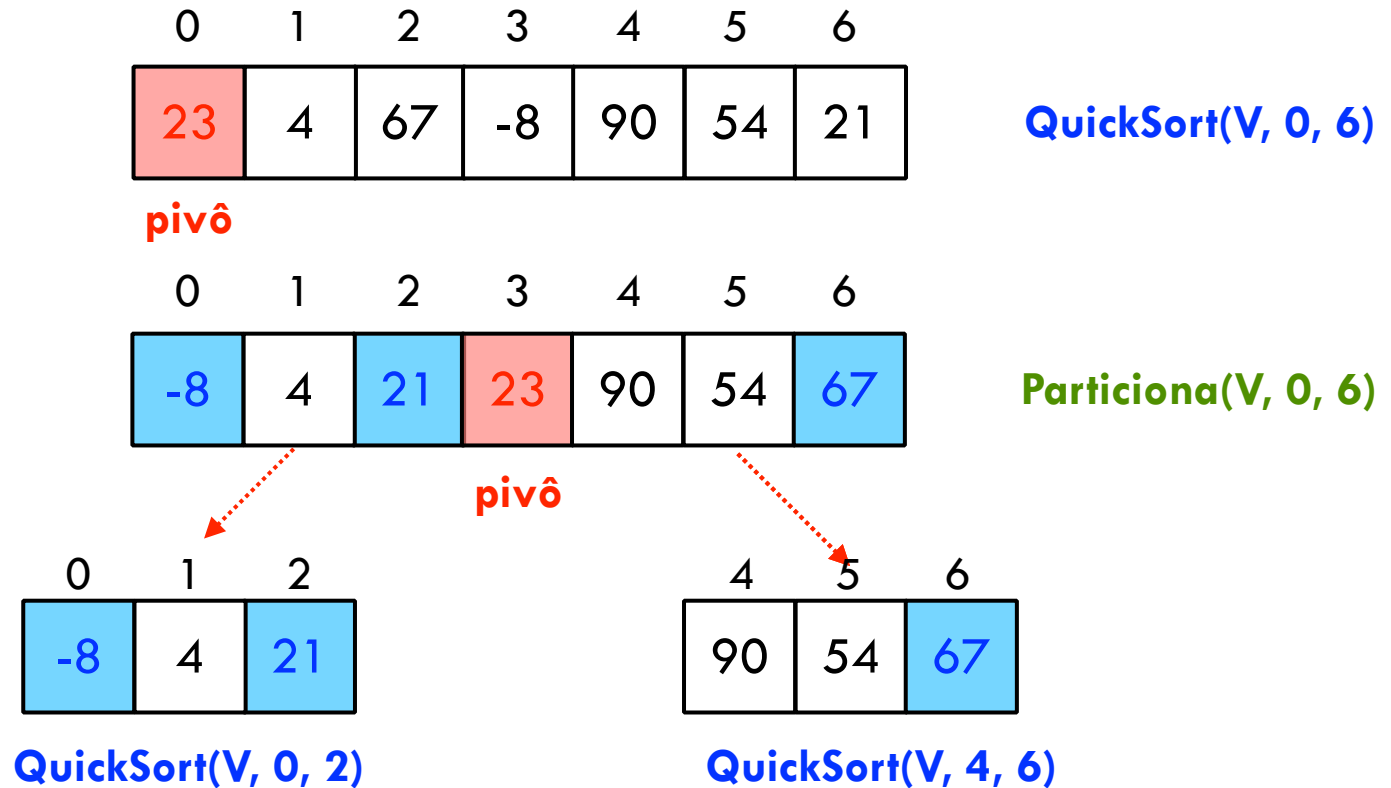 0 1 2 3 4 5 6
23 4 67 -8 90 54 21 QuickSort(V, 0, 6)
pivô
0 1 2 3 4 5 6
-8 4 21 23 90 54 67 Particiona(V, 0, 6)
pivô
0 1 2 4 5 6
-8 4 21 90 54 67
QuickSort(V, 0, 2) QuickSort(V, 4, 6)